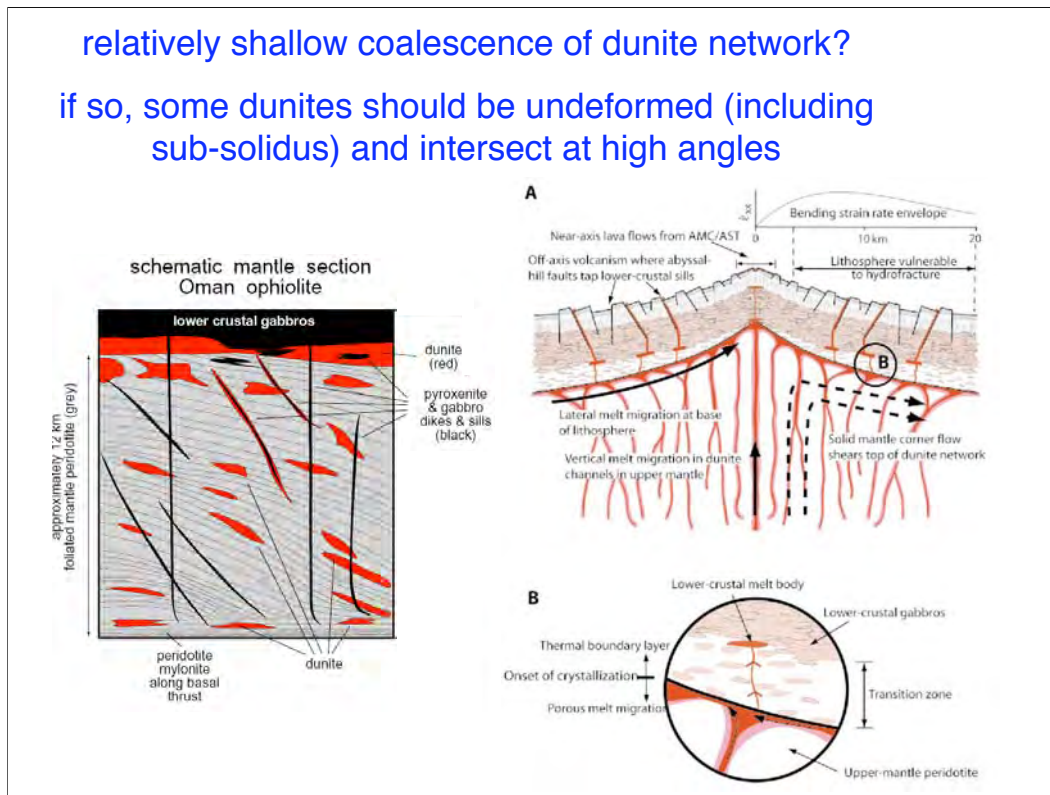 relatively shallow coalescence of dunite network?
if so, some dunites should be undeformed (including
sub-solidus) and intersect at high angles
schematic mantle section
Oman ophiolite
lower crustal gabbros
approximately 12 km
foliated mantle peridotite (grey)
dunite
(red)
pyroxenite
& gabbro
dikes & sills
(black)
peridotite
mylonite
along basal
thrust
dunite
A
ε̇xx
Bending strain rate envelope
0
10 km
20
Near-axis lava flows from AMC/AST
Off-axis volcanism where abyssal-
hill faults tap lower-crustal sills
Lithosphere vulnerable
to hydrofracture
B
Lateral melt migration at base
of lithosphere
Vertical melt migration in dunite
channels in upper mantle
Solid mantle corner flow
shears top of dunite network
B
Lower-crustal melt body
Lower-crustal gabbros
Thermal boundary layer
Onset of crystallization
Porous melt migration
Transition zone
Upper-mantle peridotite